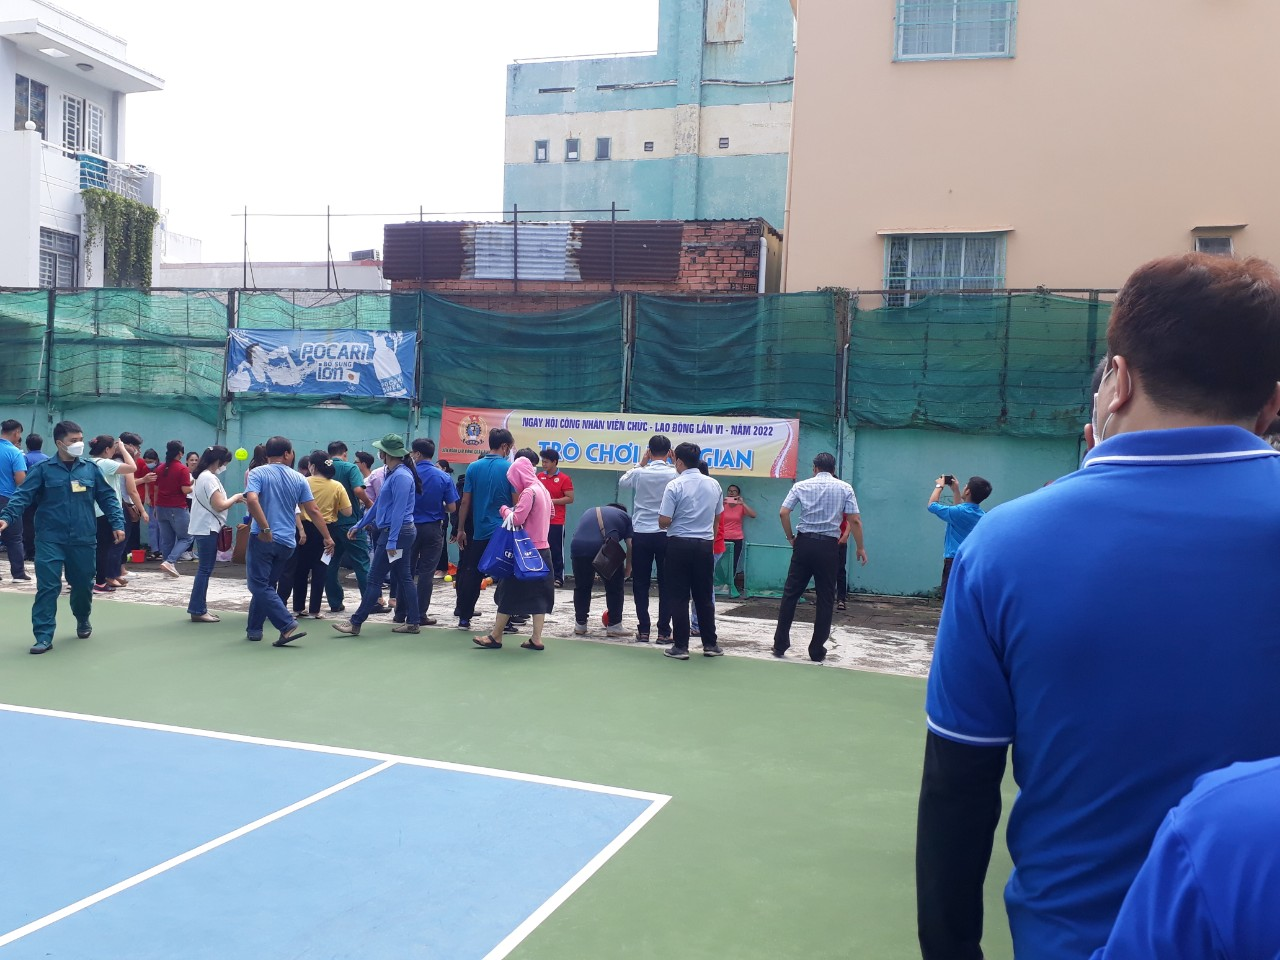 POCARI
BỔ SUNG
ion
NGÀY HỘI CÔNG NHÂN VIÊN CHỨC - LAO ĐỘNG LẦN VI - NĂM 2022
TRÒ CHƠI GIAN